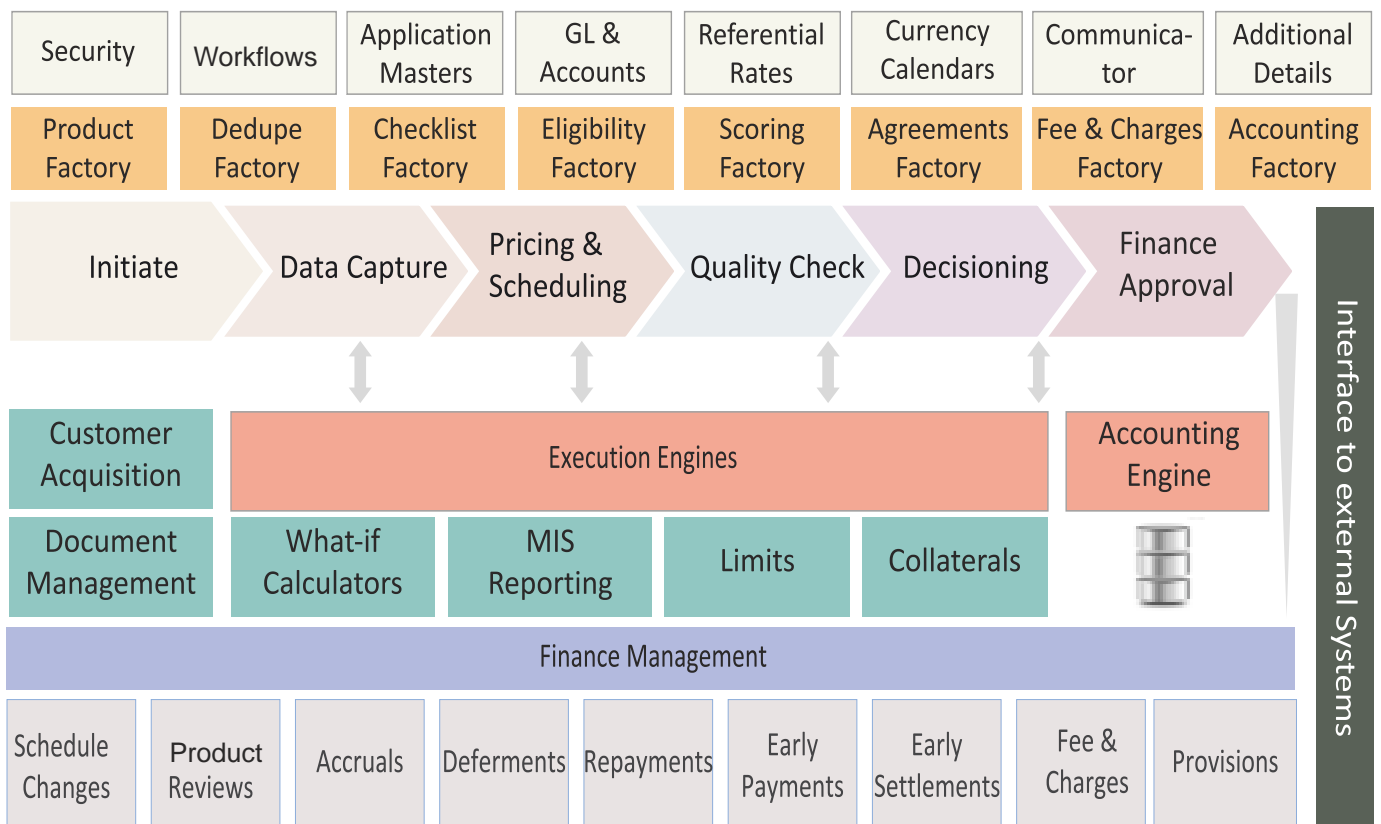 Security
Workflows
Application
Masters
GL &
Accounts
Referential
Rates
Currency
Calendars
Communica-
tor
Additional
Details
Product
Factory
Dedupe
Factory
Checklist
Factory
Eligibility
Factory
Scoring
Factory
Agreements
Factory
Fee & Charges
Factory
Accounting
Factory
Initiate
Data Capture
Pricing &
Scheduling
Quality Check
Decisioning
Finance
Approval
Interface to external Systems
Customer
Acquisition
Execution Engines
Accounting
Engine
Document
Management
What-if
Calculators
MIS
Reporting
Limits
Collaterals
Finance Management
Schedule
Changes
Product
Reviews
Accruals
Deferments
Repayments
Early
Payments
Early
Settlements
Fee &
Charges
Provisions